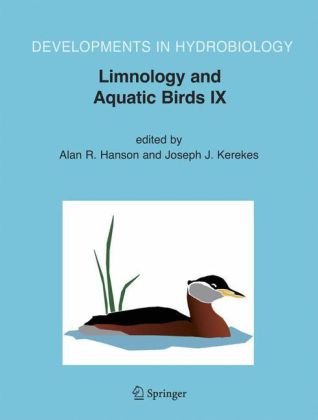 DEVELOPMENTS IN HYDROBIOLOGY
Limnology and
Aquatic Birds IX
edited by
Alan R. Hanson and Joseph J. Kerekes
Springer